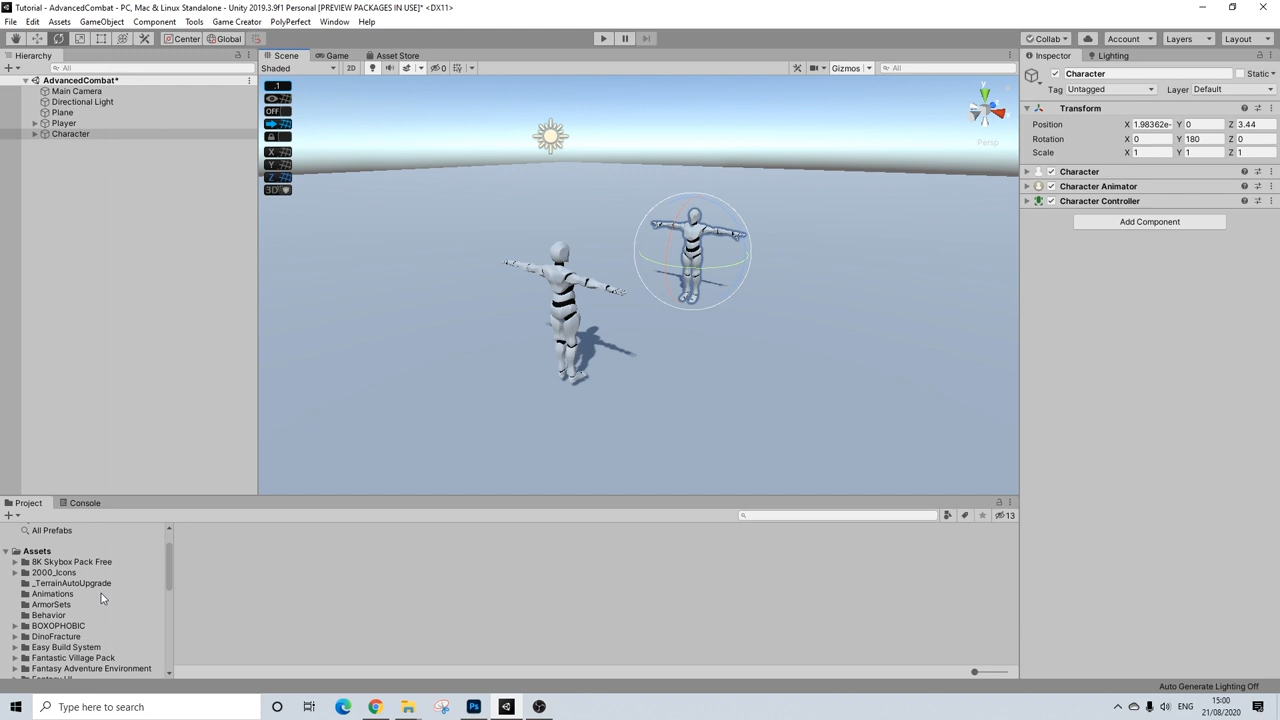 Tutorial - AdvancedCombat - PC, Mac & Linux Standalone - Unity 2019.3.9f1 Personal [PREVIEW PACKAGES IN USE]* <DX11>
File Edit Assets GameObject Component Tools Game Creator PolyPerfect Window Help
Center Global Collab Account Layers Layout
Hierarchy Scene Game Asset Store Inspector Lighting
All Shaded 2D 0 Gizmos All Character Static
AdvancedCombat*
Main Camera
Directional Light
Plane
Player
Character
.1
OFF
X
Y
Z
3D
y
Persp
Tag Untagged Layer Default
Transform
Position X 1.98362e- Y 0 Z 3.44
Rotation X 0 Y 180 Z 0
Scale X 1 Y 1 Z 1
Character
Character Animator
Character Controller
Add Component
Project Console
13
All Prefabs
Assets
8K Skybox Pack Free
2000_Icons
_TerrainAutoUpgrade
Animations
ArmorSets
Behavior
BOXOPHOBIC
DinoFracture
Easy Build System
Fantastic Village Pack
Fantasy Adventure Environment
Auto Generate Lighting Off
Type here to search
ENG
15:00
21/08/2020